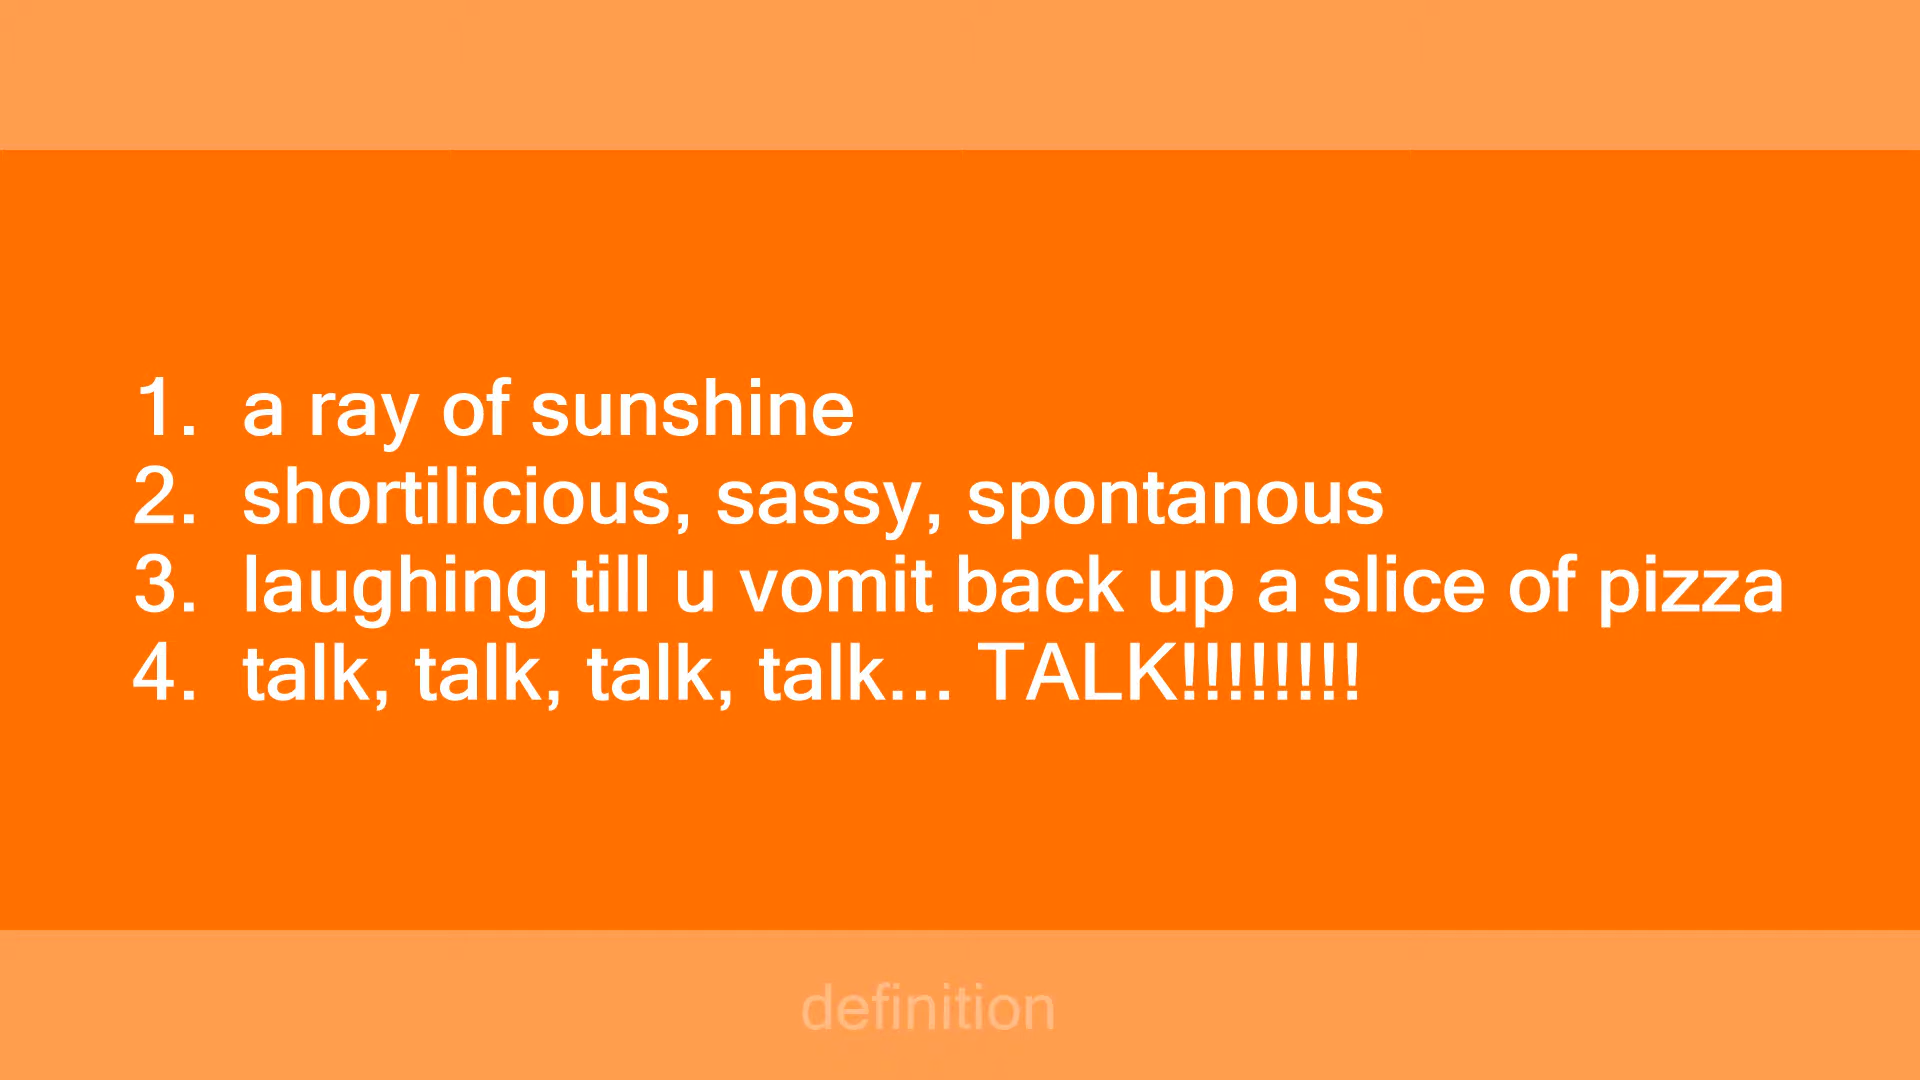 1. a ray of sunshine
2. shortilicious, sassy, spontanous
3. laughing till u vomit back up a slice of pizza
4. talk, talk, talk, talk... TALK!!!!!!!!
definition